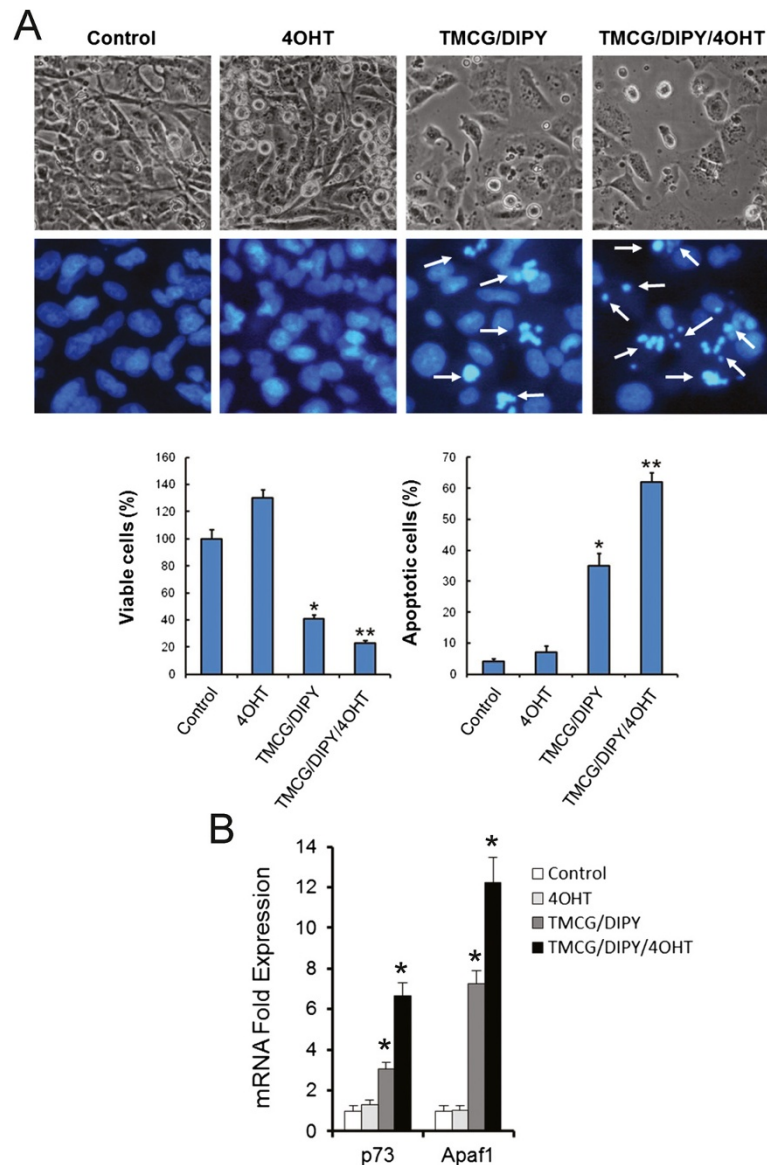 A
Control 4OHT TMCG/DIPY TMCG/DIPY/4OHT
Viable cells (%)
160
140
120
100
80
60
40
20
0
Control
4OHT
TMCG/DIPY
TMCG/DIPY/4OHT
*
**
Apoptotic cells (%)
70
60
50
40
30
20
10
0
Control
4OHT
TMCG/DIPY
TMCG/DIPY/4OHT
*
**
B
mRNA Fold Expression
14
12
10
8
6
4
2
0
*
*
*
*
p73 Apaf1
Control
4OHT
TMCG/DIPY
TMCG/DIPY/4OHT